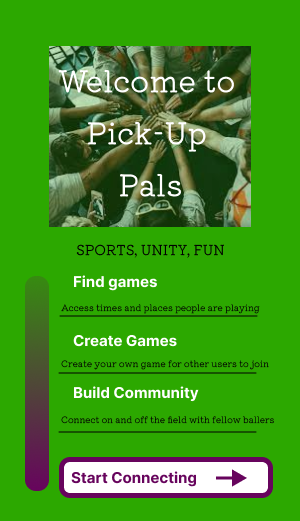 Welcome to
Pick-Up
Pals
SPORTS, UNITY, FUN
Find games
Access times and places people are playing
Create Games
Create your own game for other users to join
Build Community
Connect on and off the field with fellow ballers
Start Connecting